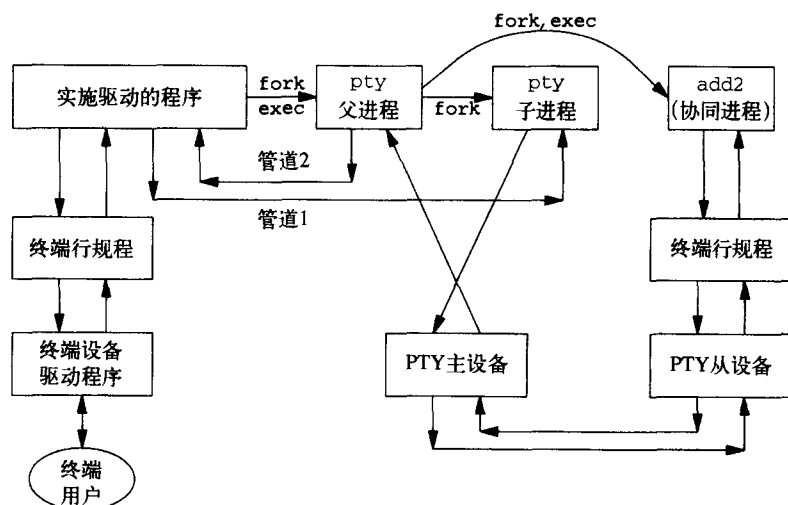 fork,exec
实施驱动的程序
fork
exec
pty
父进程
fork
pty
子进程
add2
(协同进程)
管道2
管道1
终端行规程
终端行规程
终端设备
驱动程序
PTY主设备
PTY从设备
终端
用户